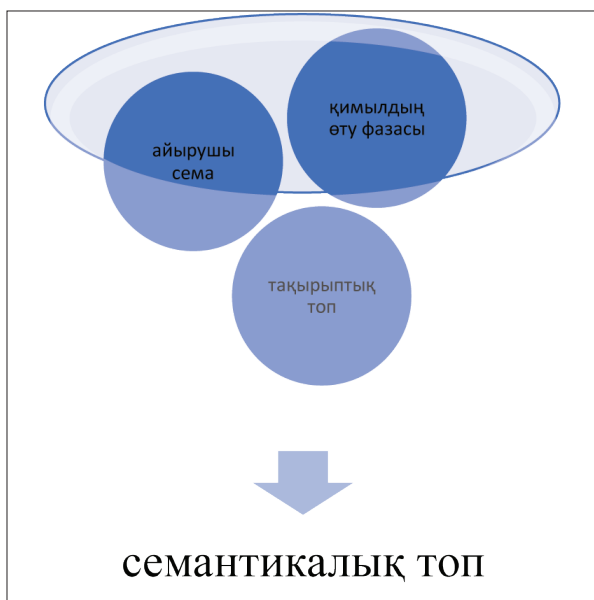 қимылдың
өту фазасы
айырушы
сема
тақырыптық
топ
семантикалық топ